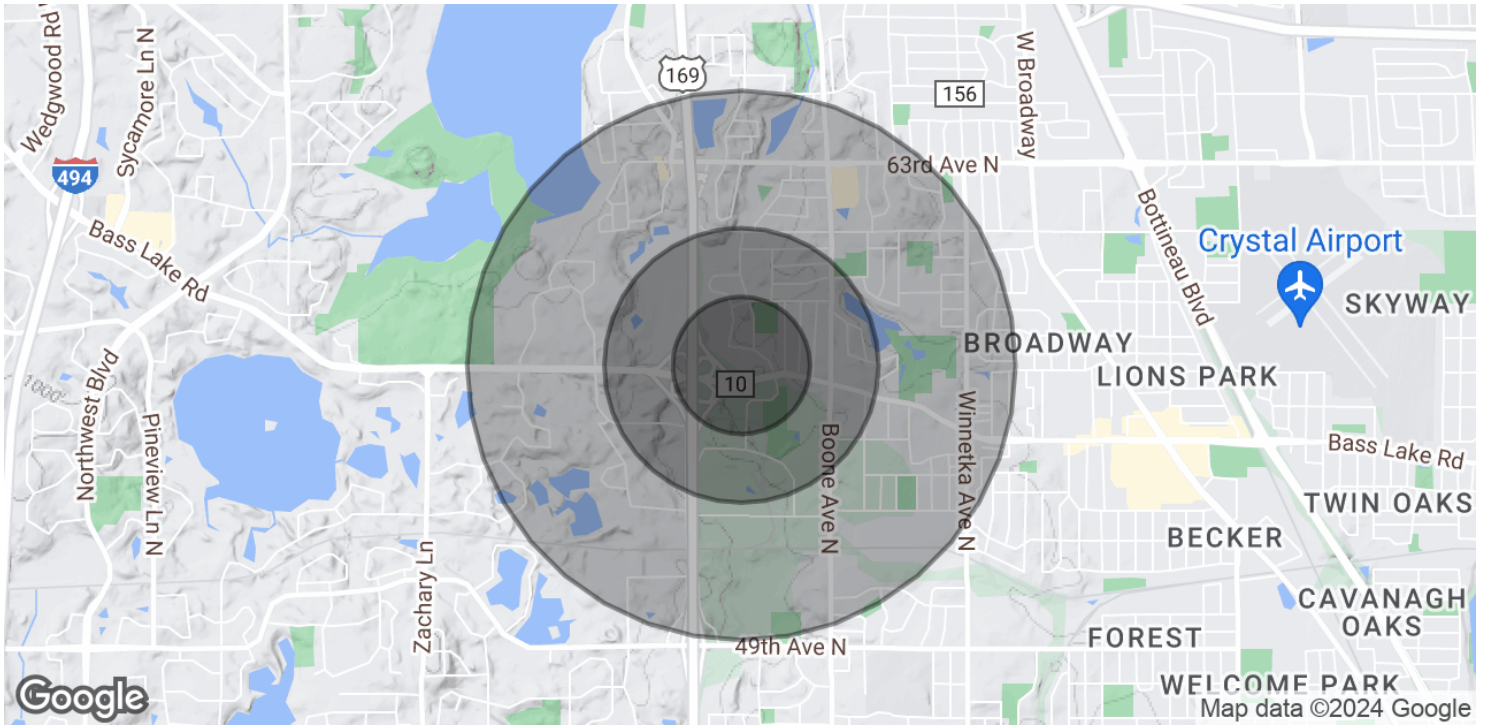 Wedgwood Rd
Sycamore Ln N
494
Bass Lake Rd
169
156
W Broadway
63rd Ave N
Bottineau Blvd
Crystal Airport
SKYWAY
BROADWAY
LIONS PARK
10
1000'
Northwest Blvd
Pineview Ln N
Zachary Ln
Boone Ave N
Winnetka Ave N
Bass Lake Rd
TWIN OAKS
BECKER
CAVANAGH
OAKS
FOREST
49th Ave N
WELCOME PARK
Google
Map data ©2024 Google